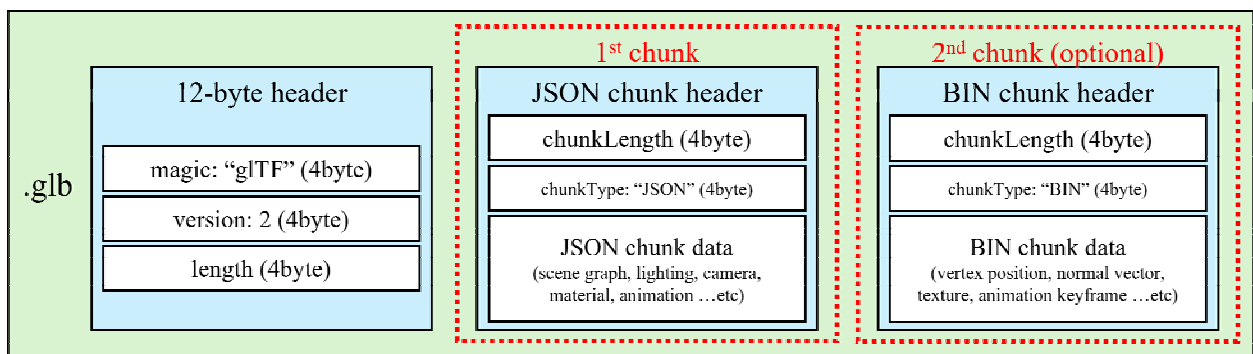 .glb
12-byte header
magic: “glTF” (4byte)
version: 2 (4byte)
length (4byte)
1st chunk
JSON chunk header
chunkLength (4byte)
chunkType: “JSON” (4byte)
JSON chunk data
(scene graph, lighting, camera,
material, animation …etc)
2nd chunk (optional)
BIN chunk header
chunkLength (4byte)
chunkType: “BIN” (4byte)
BIN chunk data
(vertex position, normal vector,
texture, animation keyframe …etc)